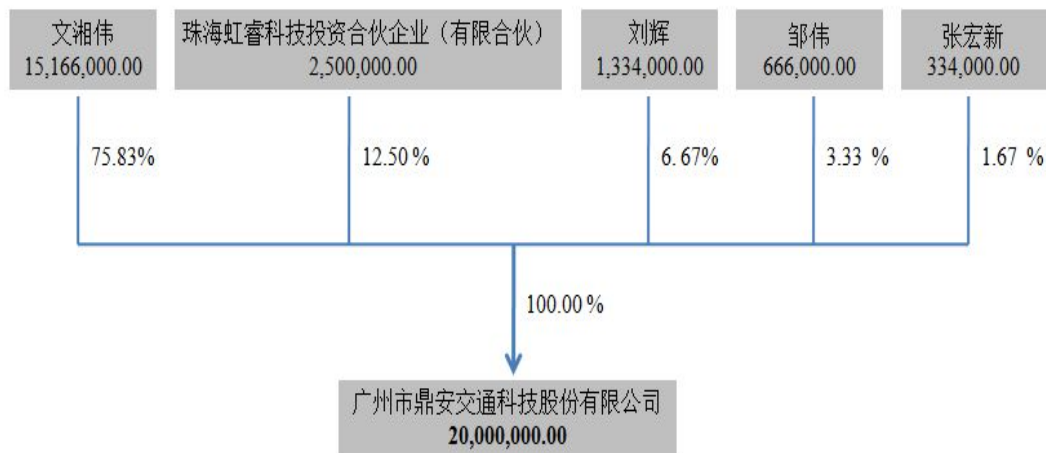 文湘伟
15,166,000.00
珠海虹睿科技投资合伙企业（有限合伙）
2,500,000.00
刘辉
1,334,000.00
邹伟
666,000.00
张宏新
334,000.00
75.83%
12.50 %
6.67%
3.33 %
1.67 %
100.00 %
广州市鼎安交通科技股份有限公司
20,000,000.00